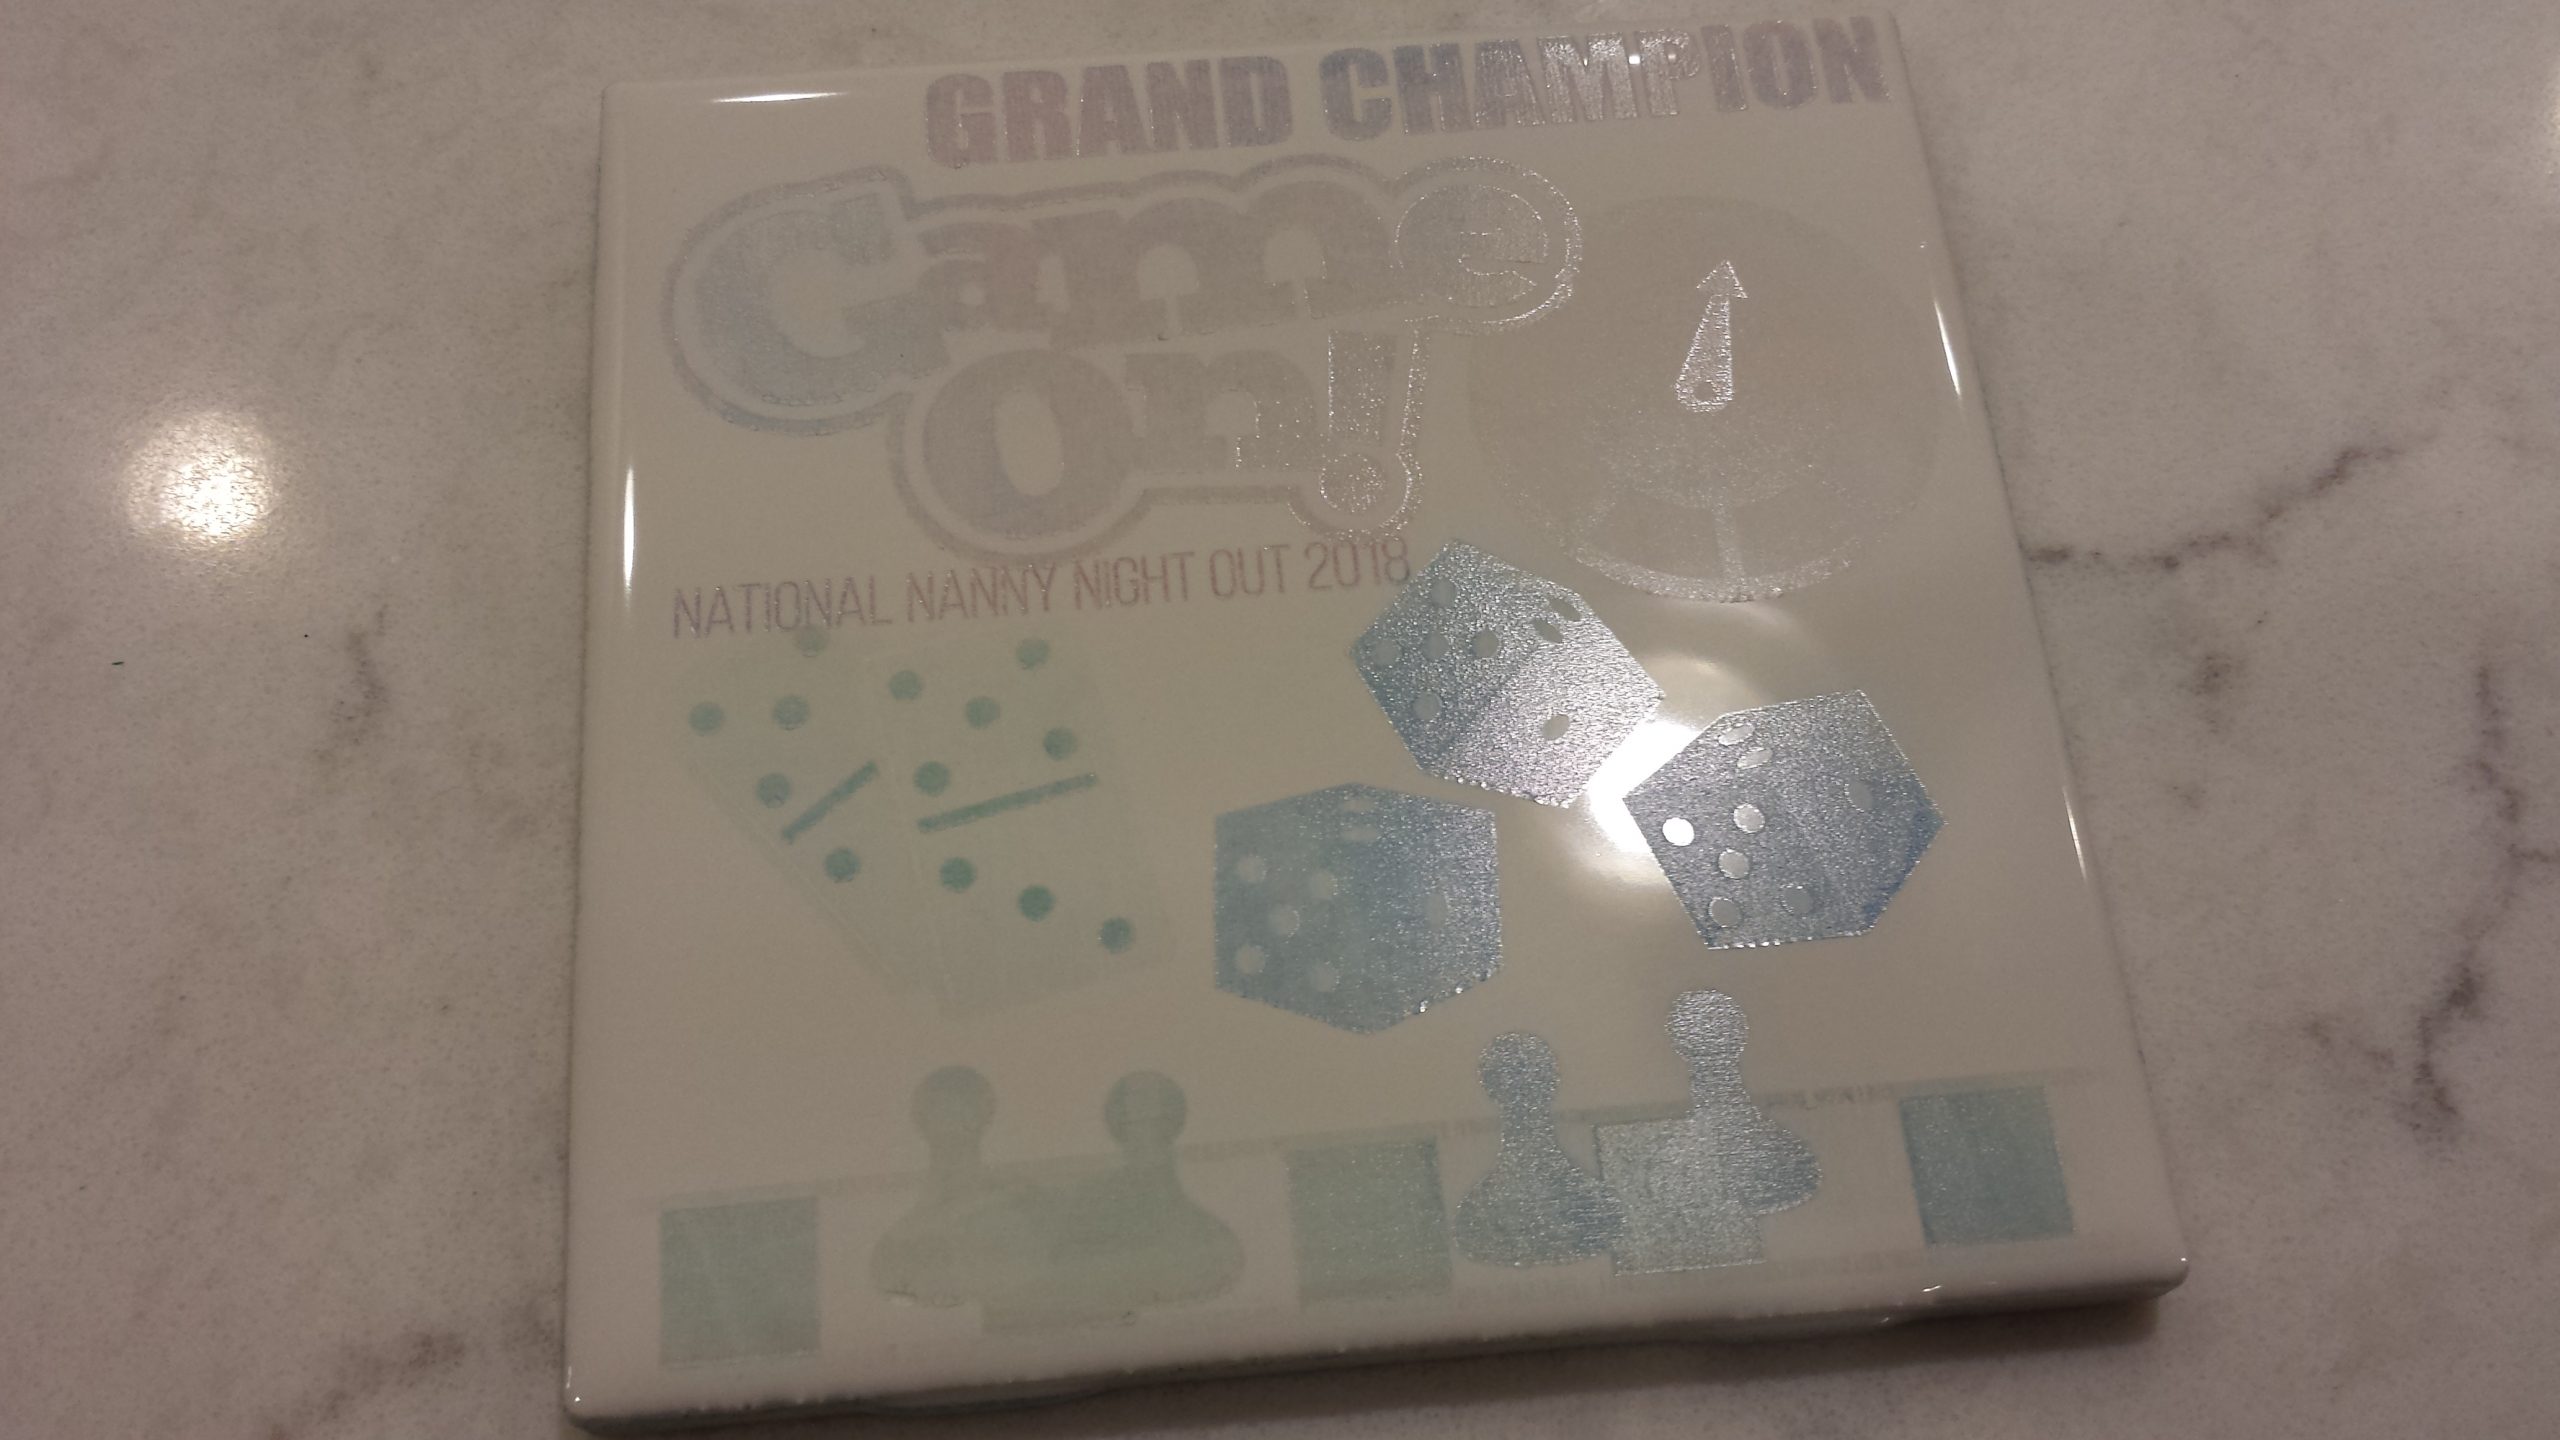 GRAND CHAMPION
Game
On!
NATIONAL NANNY NIGHT OUT 2018